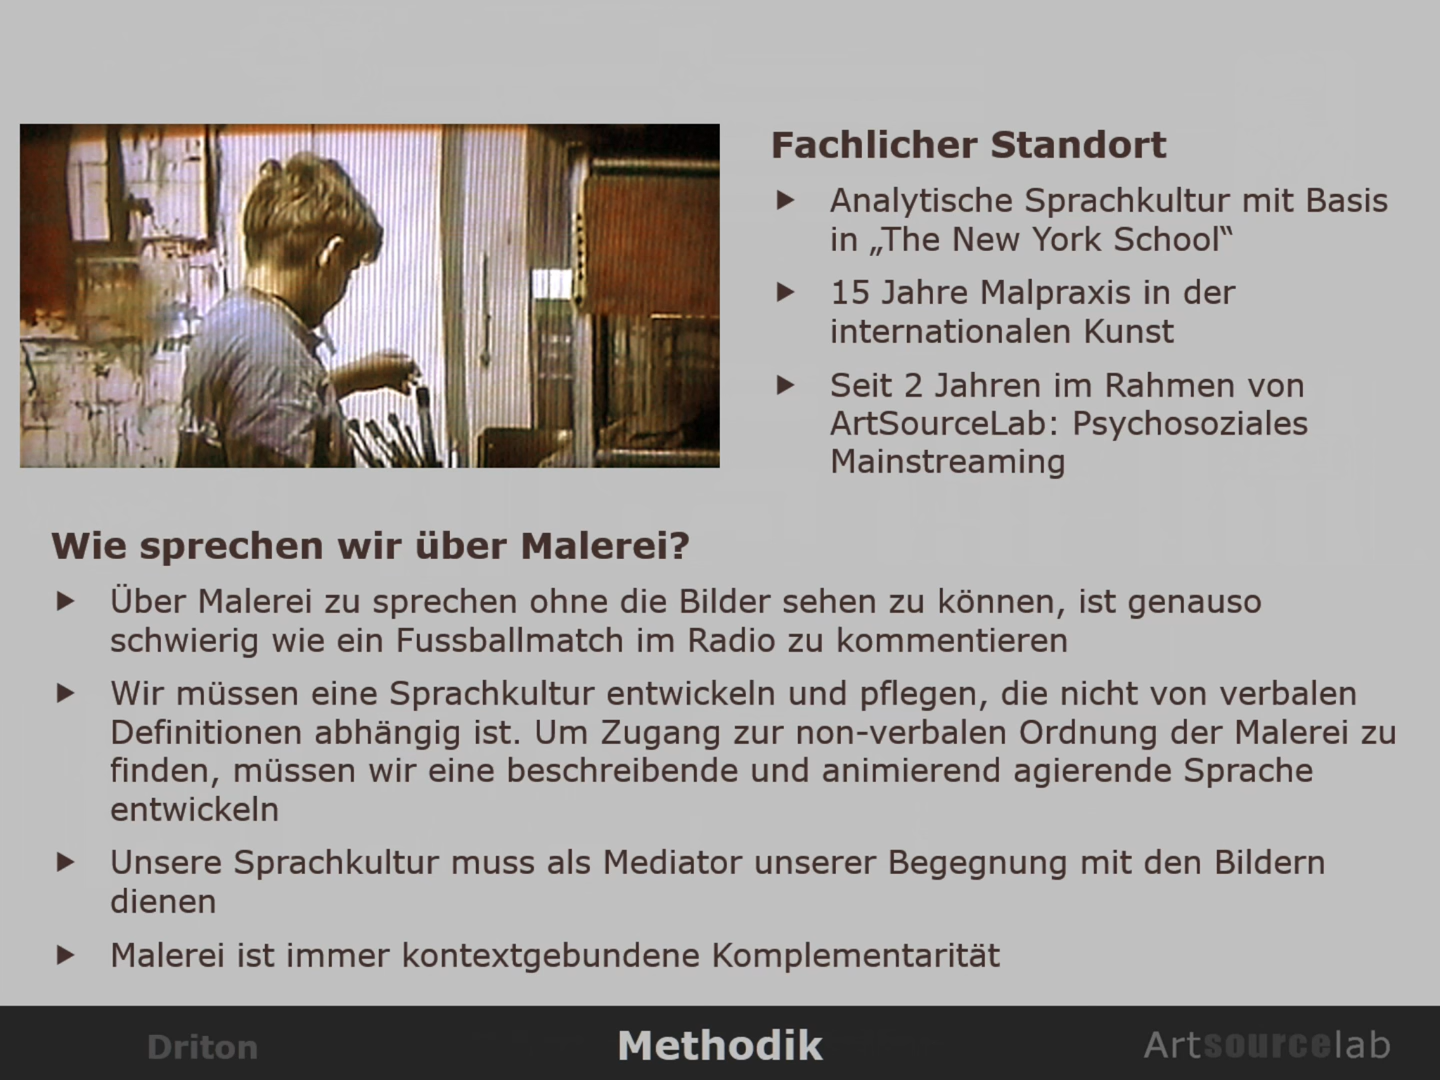 Fachlicher Standort
Analytische Sprachkultur mit Basis
in „The New York School“
15 Jahre Malpraxis in der
internationalen Kunst
Seit 2 Jahren im Rahmen von
ArtSourceLab: Psychosoziales
Mainstreaming
Wie sprechen wir über Malerei?
Über Malerei zu sprechen ohne die Bilder sehen zu können, ist genauso
schwierig wie ein Fussballmatch im Radio zu kommentieren
Wir müssen eine Sprachkultur entwickeln und pflegen, die nicht von verbalen
Definitionen abhängig ist. Um Zugang zur non-verbalen Ordnung der Malerei zu
finden, müssen wir eine beschreibende und animierend agierende Sprache
entwickeln
Unsere Sprachkultur muss als Mediator unserer Begegnung mit den Bildern
dienen
Malerei ist immer kontextgebundene Komplementarität
Driton
Methodik
Artsourcelab